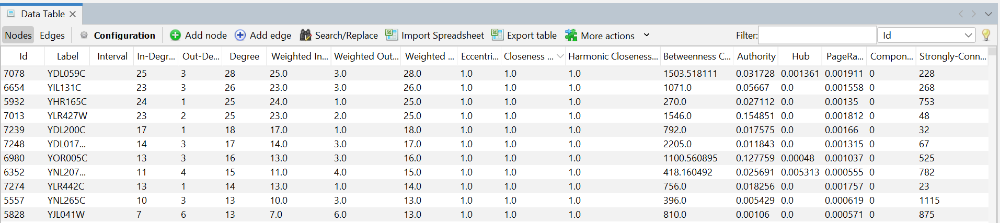 Data Table
Nodes Edges Configuration Add node Add edge Search/Replace Import Spreadsheet Export table More actions Filter: Id
Id Label Interval In-Degr... Out-De... Degree Weighted In... Weighted Out... Weighted ... Eccentri... Closeness ... Harmonic Closeness... Betweenness C... Authority Hub PageRa... Compon... Strongly-Conn...
7078 YDL059C 25 3 28 25.0 3.0 28.0 1.0 1.0 1.0 1503.518111 0.031728 0.001361 0.001911 0 228
6654 YIL131C 23 3 26 23.0 3.0 26.0 1.0 1.0 1.0 1071.0 0.05667 0.0 0.001558 0 268
5932 YHR165C 24 1 25 24.0 1.0 25.0 1.0 1.0 1.0 270.0 0.027112 0.0 0.00135 0 753
7013 YLR427W 23 2 25 23.0 2.0 25.0 1.0 1.0 1.0 1546.0 0.154851 0.0 0.001812 0 48
7239 YDL200C 17 1 18 17.0 1.0 18.0 1.0 1.0 1.0 792.0 0.017575 0.0 0.00166 0 32
7248 YDL017... 14 3 17 14.0 3.0 17.0 1.0 1.0 1.0 2205.0 0.011843 0.0 0.001315 0 67
6980 YOR005C 13 3 16 13.0 3.0 16.0 1.0 1.0 1.0 1100.560895 0.127759 0.00048 0.001037 0 525
6352 YNL207... 11 4 15 11.0 4.0 15.0 1.0 1.0 1.0 418.160492 0.025691 0.005313 0.000555 0 782
7274 YLR442C 13 1 14 13.0 1.0 14.0 1.0 1.0 1.0 756.0 0.018256 0.0 0.001757 0 23
5557 YNL265C 10 3 13 10.0 3.0 13.0 1.0 1.0 1.0 396.0 0.005429 0.0 0.000619 0 1115
5828 YJL041W 7 6 13 7.0 6.0 13.0 1.0 1.0 1.0 810.0 0.00106 0.0 0.000571 0 875